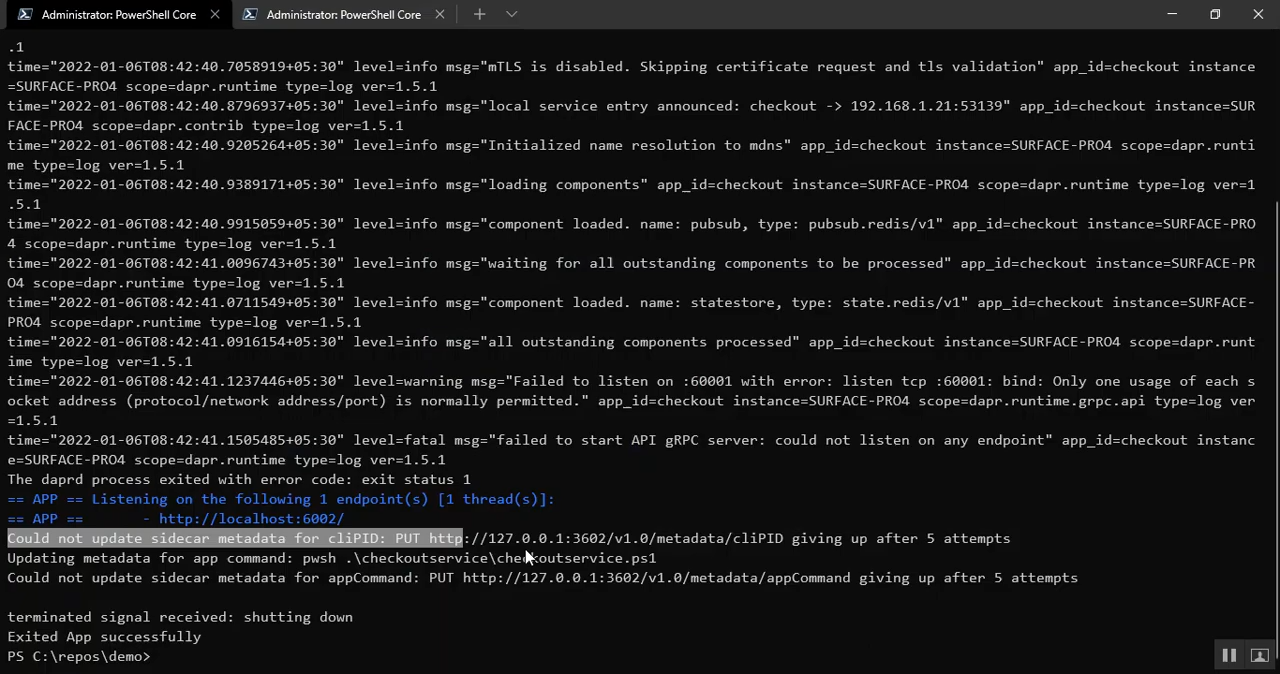 Administrator: PowerShell Core
Administrator: PowerShell Core
.1
time="2022-01-06T08:42:40.7058919+05:30" level=info msg="mTLS is disabled. Skipping certificate request and tls validation" app_id=checkout instance
=SURFACE-PRO4 scope=dapr.runtime type=log ver=1.5.1
time="2022-01-06T08:42:40.8796937+05:30" level=info msg="local service entry announced: checkout -> 192.168.1.21:53139" app_id=checkout instance=SUR
FACE-PRO4 scope=dapr.contrib type=log ver=1.5.1
time="2022-01-06T08:42:40.9205264+05:30" level=info msg="Initialized name resolution to mdns" app_id=checkout instance=SURFACE-PRO4 scope=dapr.runti
me type=log ver=1.5.1
time="2022-01-06T08:42:40.9389171+05:30" level=info msg="loading components" app_id=checkout instance=SURFACE-PRO4 scope=dapr.runtime type=log ver=1
.5.1
time="2022-01-06T08:42:40.9915059+05:30" level=info msg="component loaded. name: pubsub, type: pubsub.redis/v1" app_id=checkout instance=SURFACE-PRO
4 scope=dapr.runtime type=log ver=1.5.1
time="2022-01-06T08:42:41.0096743+05:30" level=info msg="waiting for all outstanding components to be processed" app_id=checkout instance=SURFACE-PR
O4 scope=dapr.runtime type=log ver=1.5.1
time="2022-01-06T08:42:41.0711549+05:30" level=info msg="component loaded. name: statestore, type: state.redis/v1" app_id=checkout instance=SURFACE-
PRO4 scope=dapr.runtime type=log ver=1.5.1
time="2022-01-06T08:42:41.0916154+05:30" level=info msg="all outstanding components processed" app_id=checkout instance=SURFACE-PRO4 scope=dapr.runt
ime type=log ver=1.5.1
time="2022-01-06T08:42:41.1237446+05:30" level=warning msg="Failed to listen on :60001 with error: listen tcp :60001: bind: Only one usage of each s
ocket address (protocol/network address/port) is normally permitted." app_id=checkout instance=SURFACE-PRO4 scope=dapr.runtime.grpc.api type=log ver
=1.5.1
time="2022-01-06T08:42:41.1505485+05:30" level=fatal msg="failed to start API gRPC server: could not listen on any endpoint" app_id=checkout instanc
e=SURFACE-PRO4 scope=dapr.runtime type=log ver=1.5.1
The daprd process exited with error code: exit status 1
== APP == Listening on the following 1 endpoint(s) [1 thread(s)]:
== APP ==       - http://localhost:6002/
Could not update sidecar metadata for cliPID: PUT http://127.0.0.1:3602/v1.0/metadata/cliPID giving up after 5 attempts
Updating metadata for app command: pwsh .\checkoutservice\checkoutservice.ps1
Could not update sidecar metadata for appCommand: PUT http://127.0.0.1:3602/v1.0/metadata/appCommand giving up after 5 attempts
terminated signal received: shutting down
Exited App successfully
PS C:\repos\demo>